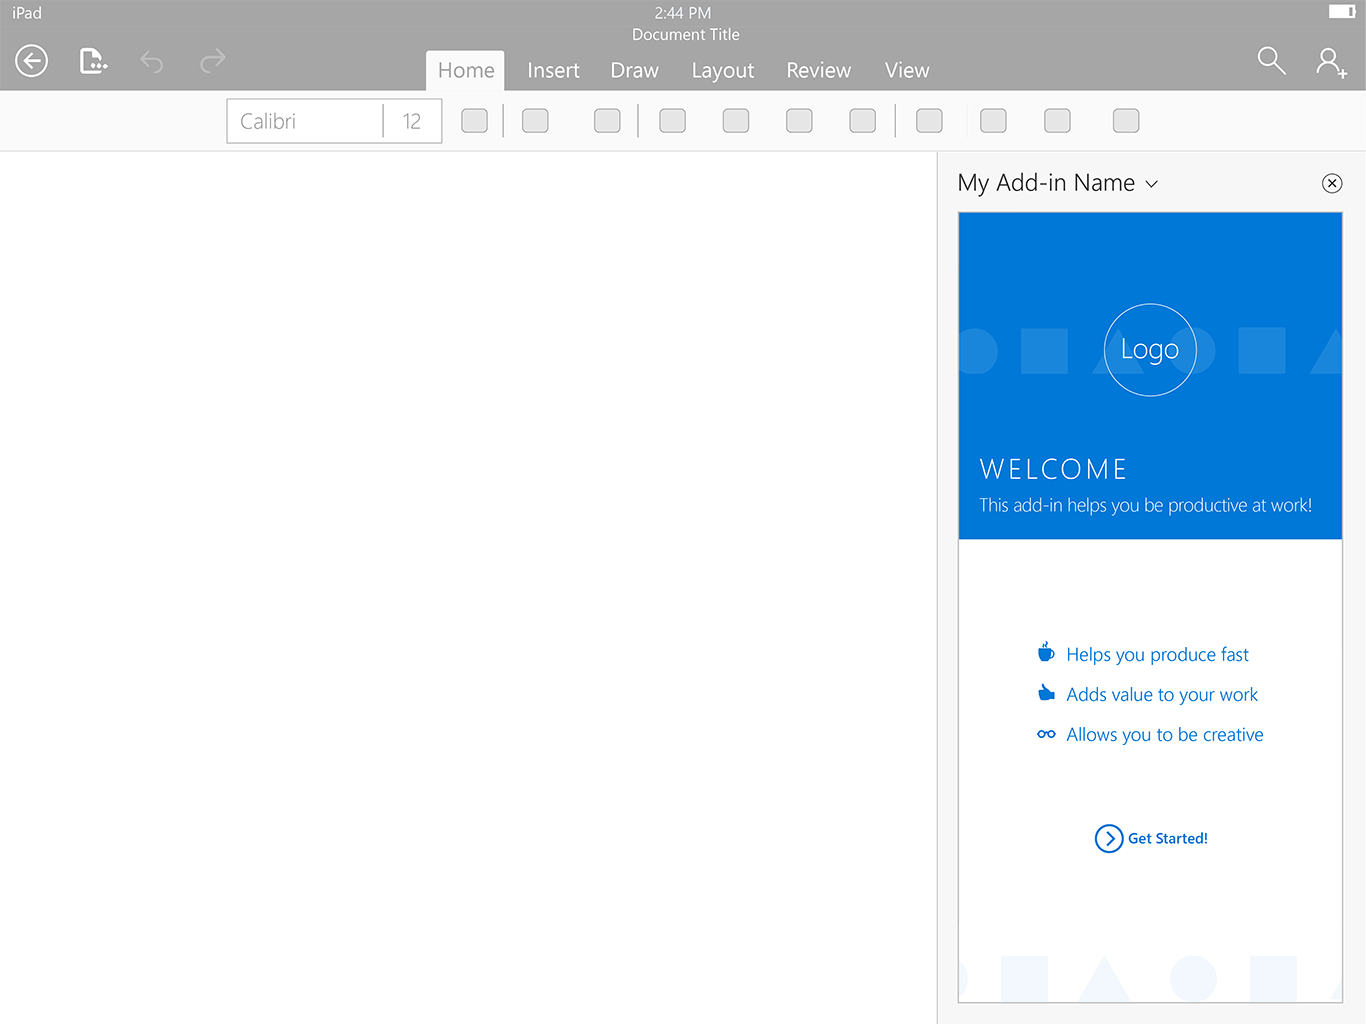 iPad
2:44 PM
Document Title
Home Insert Draw Layout Review View
Calibri 12
My Add-in Name
Logo
WELCOME
This add-in helps you be productive at work!
Helps you produce fast
Adds value to your work
Allows you to be creative
Get Started!